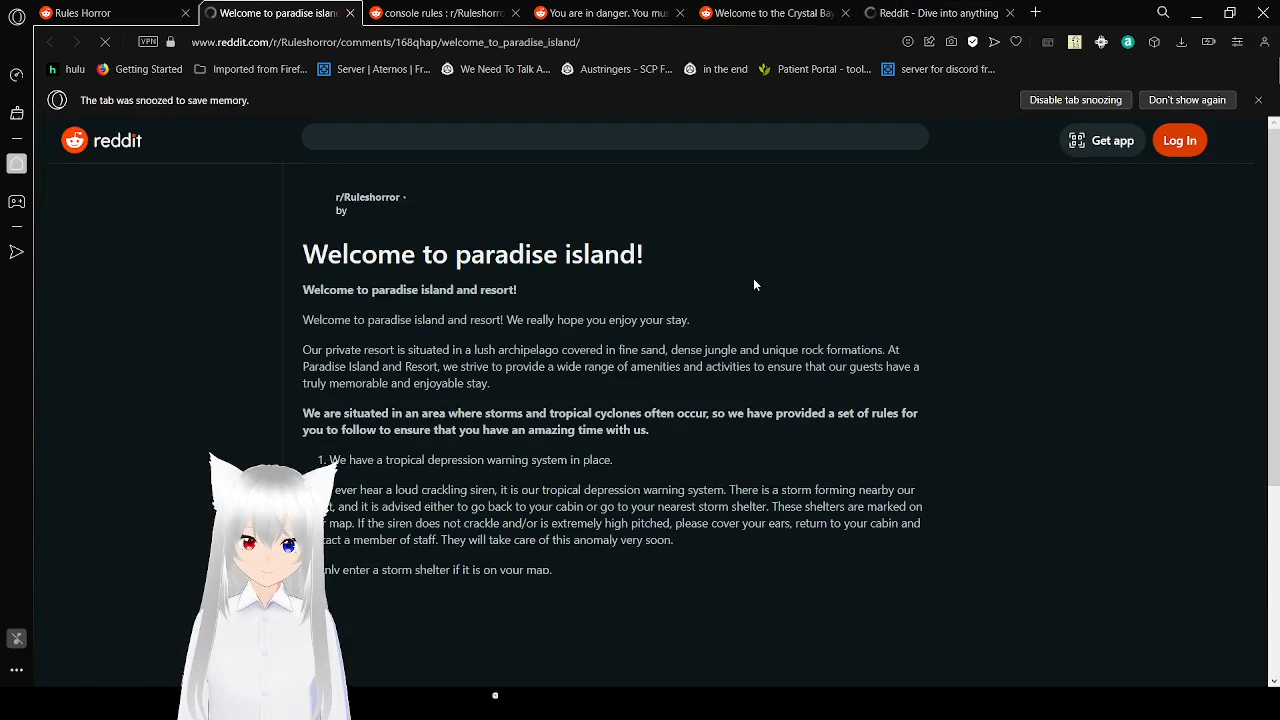 Rules Horror
Welcome to paradise islan
console rules : r/Ruleshorro
You are in danger. You mus
Welcome to the Crystal Bay
Reddit - Dive into anything
VPN
www.reddit.com/r/Ruleshorror/comments/168qhap/welcome_to_paradise_island/
hulu
Getting Started
Imported from Firef...
Server | Aternos | Fr...
We Need To Talk A...
Austringers - SCP F...
in the end
Patient Portal - tool...
server for discord fr...
The tab was snoozed to save memory.
Disable tab snoozing
Don't show again
reddit
Get app
Log In
r/Ruleshorror •
by
Welcome to paradise island!
Welcome to paradise island and resort!
Welcome to paradise island and resort! We really hope you enjoy your stay.
Our private resort is situated in a lush archipelago covered in fine sand, dense jungle and unique rock formations. At
Paradise Island and Resort, we strive to provide a wide range of amenities and activities to ensure that our guests have a
truly memorable and enjoyable stay.
We are situated in an area where storms and tropical cyclones often occur, so we have provided a set of rules for
you to follow to ensure that you have an amazing time with us.
1. We have a tropical depression warning system in place.
ever hear a loud crackling siren, it is our tropical depression warning system. There is a storm forming nearby our
t, and it is advised either to go back to your cabin or go to your nearest storm shelter. These shelters are marked on
map. If the siren does not crackle and/or is extremely high pitched, please cover your ears, return to your cabin and
tact a member of staff. They will take care of this anomaly very soon.
nly enter a storm shelter if it is on your map.